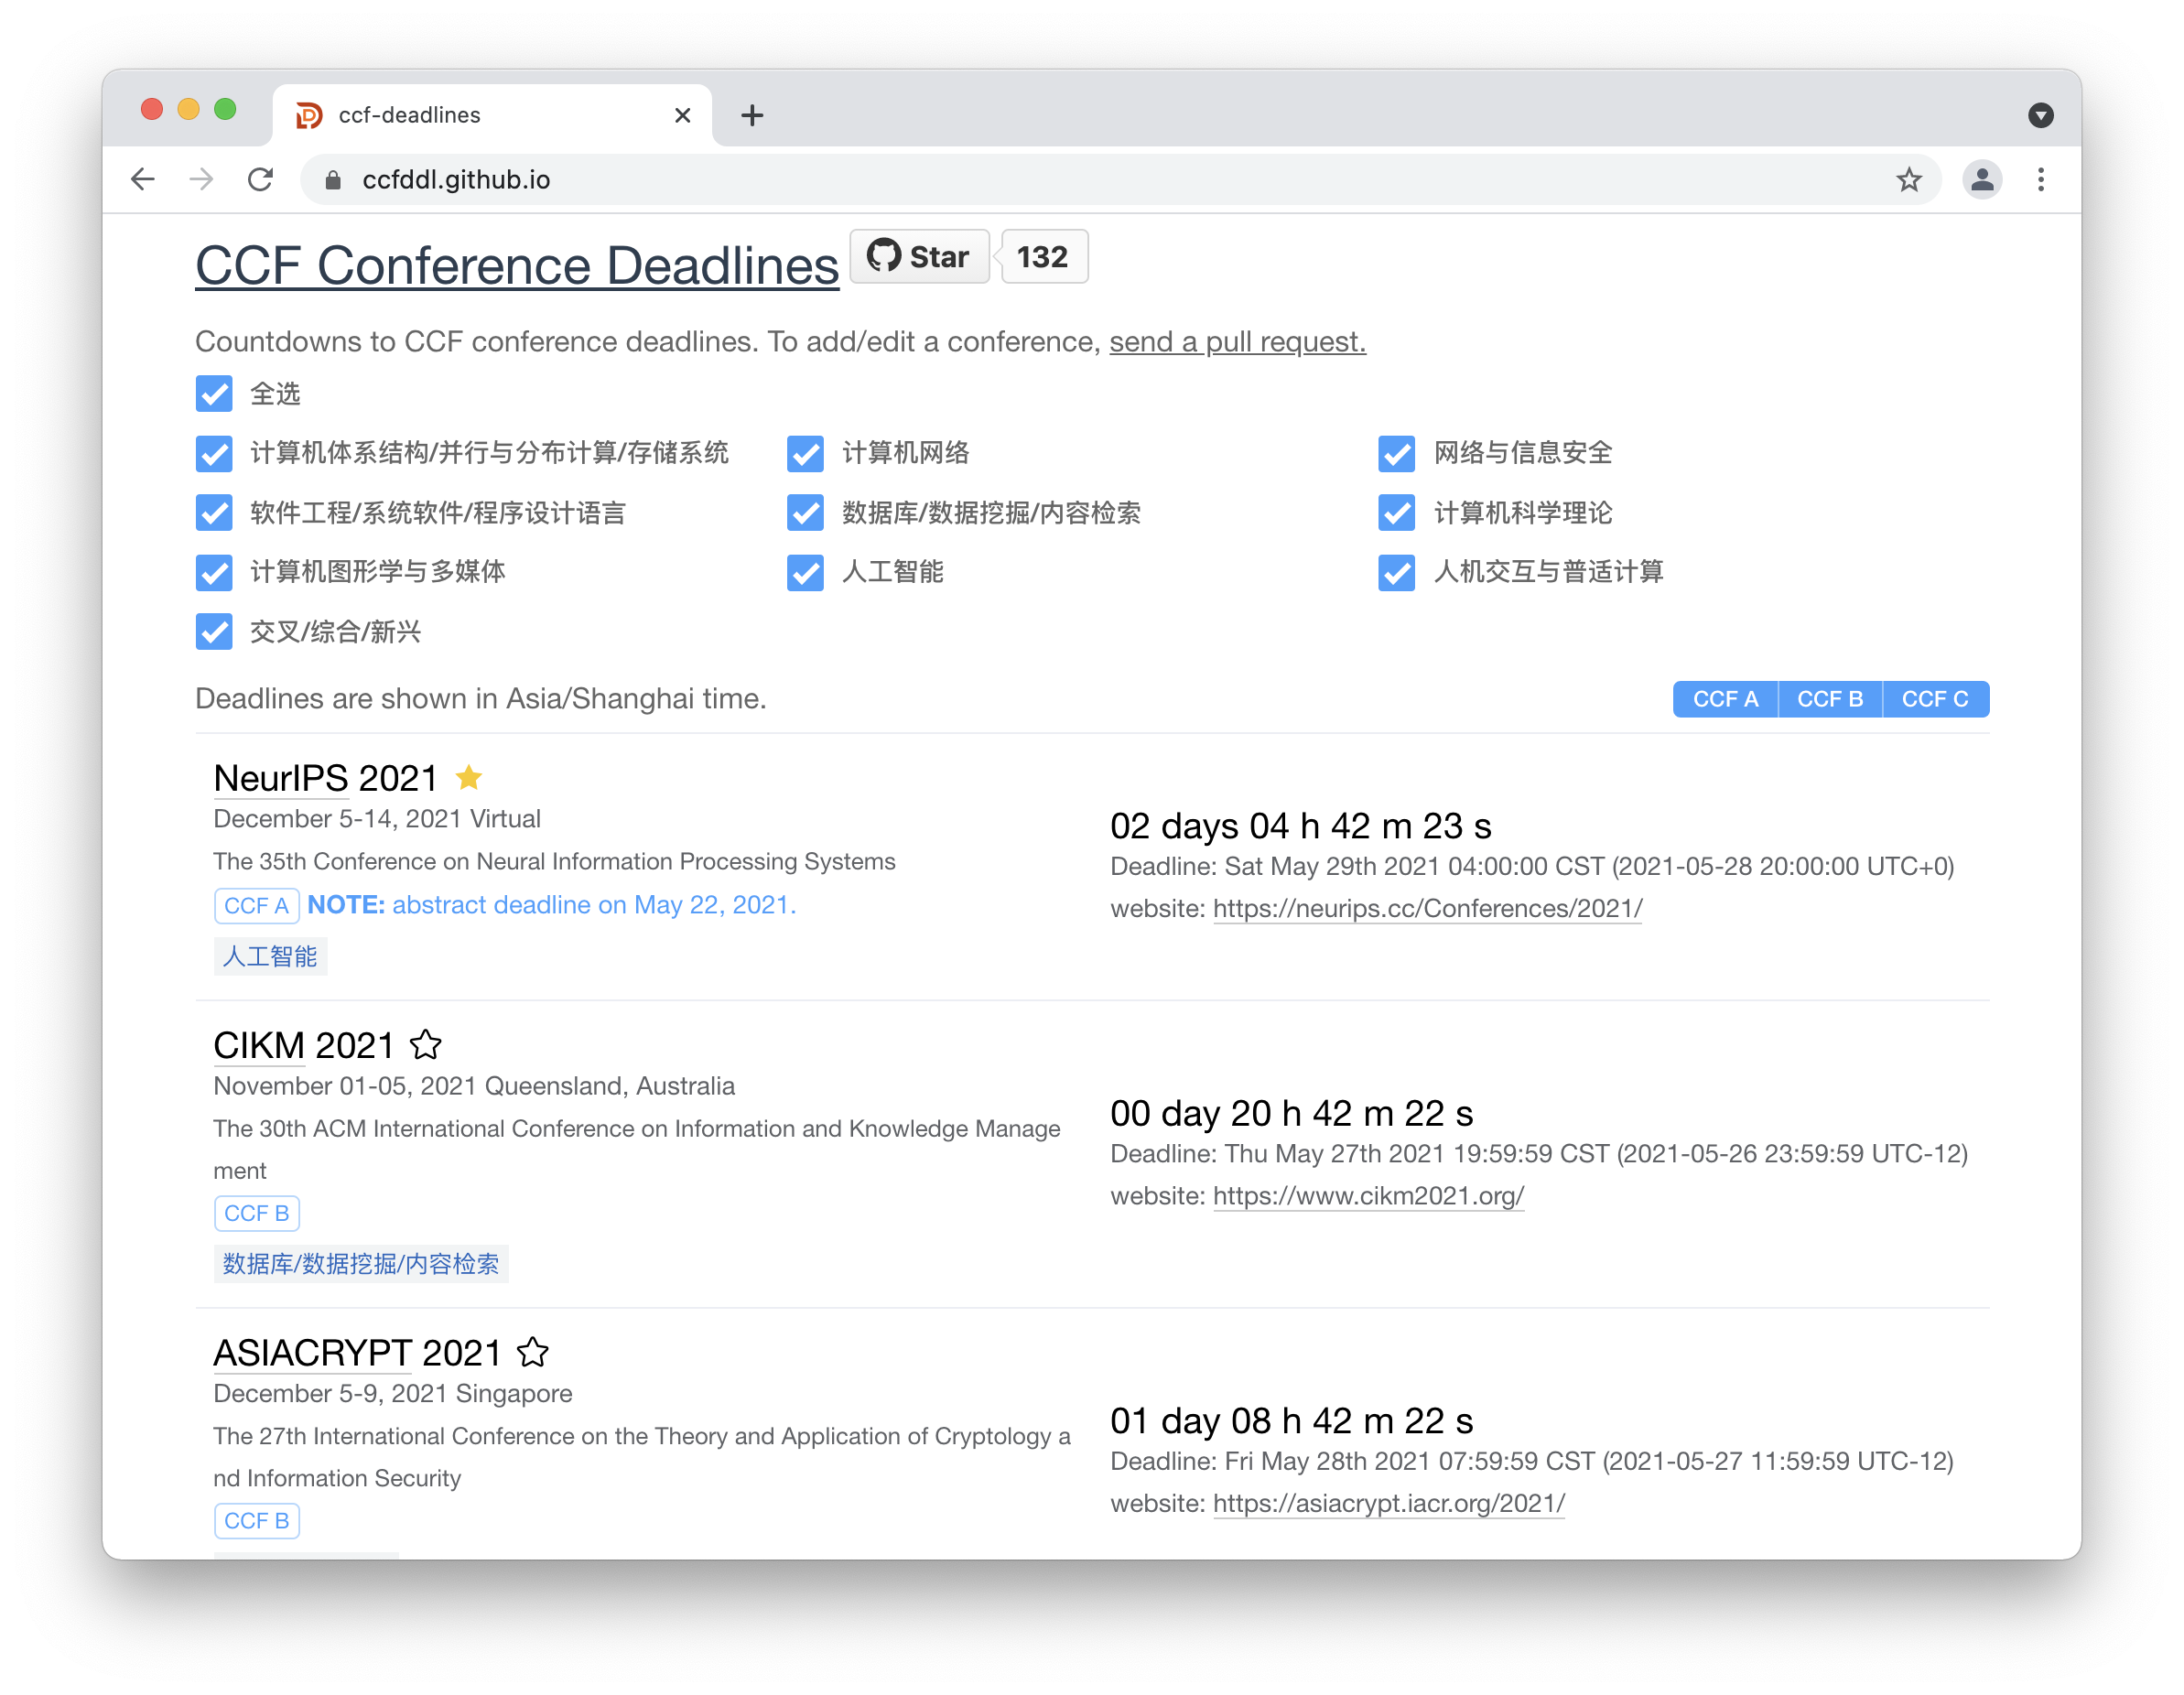 ccf-deadlines
ccfddl.github.io
CCF Conference Deadlines Star 132
Countdowns to CCF conference deadlines. To add/edit a conference, send a pull request.
全选
计算机体系结构/并行与分布计算/存储系统 计算机网络 网络与信息安全
软件工程/系统软件/程序设计语言 数据库/数据挖掘/内容检索 计算机科学理论
计算机图形学与多媒体 人工智能 人机交互与普适计算
交叉/综合/新兴
Deadlines are shown in Asia/Shanghai time. CCF A CCF B CCF C
NeurIPS 2021
December 5-14, 2021 Virtual
The 35th Conference on Neural Information Processing Systems
CCF A NOTE: abstract deadline on May 22, 2021.
人工智能
02 days 04 h 42 m 23 s
Deadline: Sat May 29th 2021 04:00:00 CST (2021-05-28 20:00:00 UTC+0)
website: https://neurips.cc/Conferences/2021/
CIKM 2021
November 01-05, 2021 Queensland, Australia
The 30th ACM International Conference on Information and Knowledge Manage
ment
CCF B
数据库/数据挖掘/内容检索
00 day 20 h 42 m 22 s
Deadline: Thu May 27th 2021 19:59:59 CST (2021-05-26 23:59:59 UTC-12)
website: https://www.cikm2021.org/
ASIACRYPT 2021
December 5-9, 2021 Singapore
The 27th International Conference on the Theory and Application of Cryptology a
nd Information Security
CCF B
01 day 08 h 42 m 22 s
Deadline: Fri May 28th 2021 07:59:59 CST (2021-05-27 11:59:59 UTC-12)
website: https://asiacrypt.iacr.org/2021/